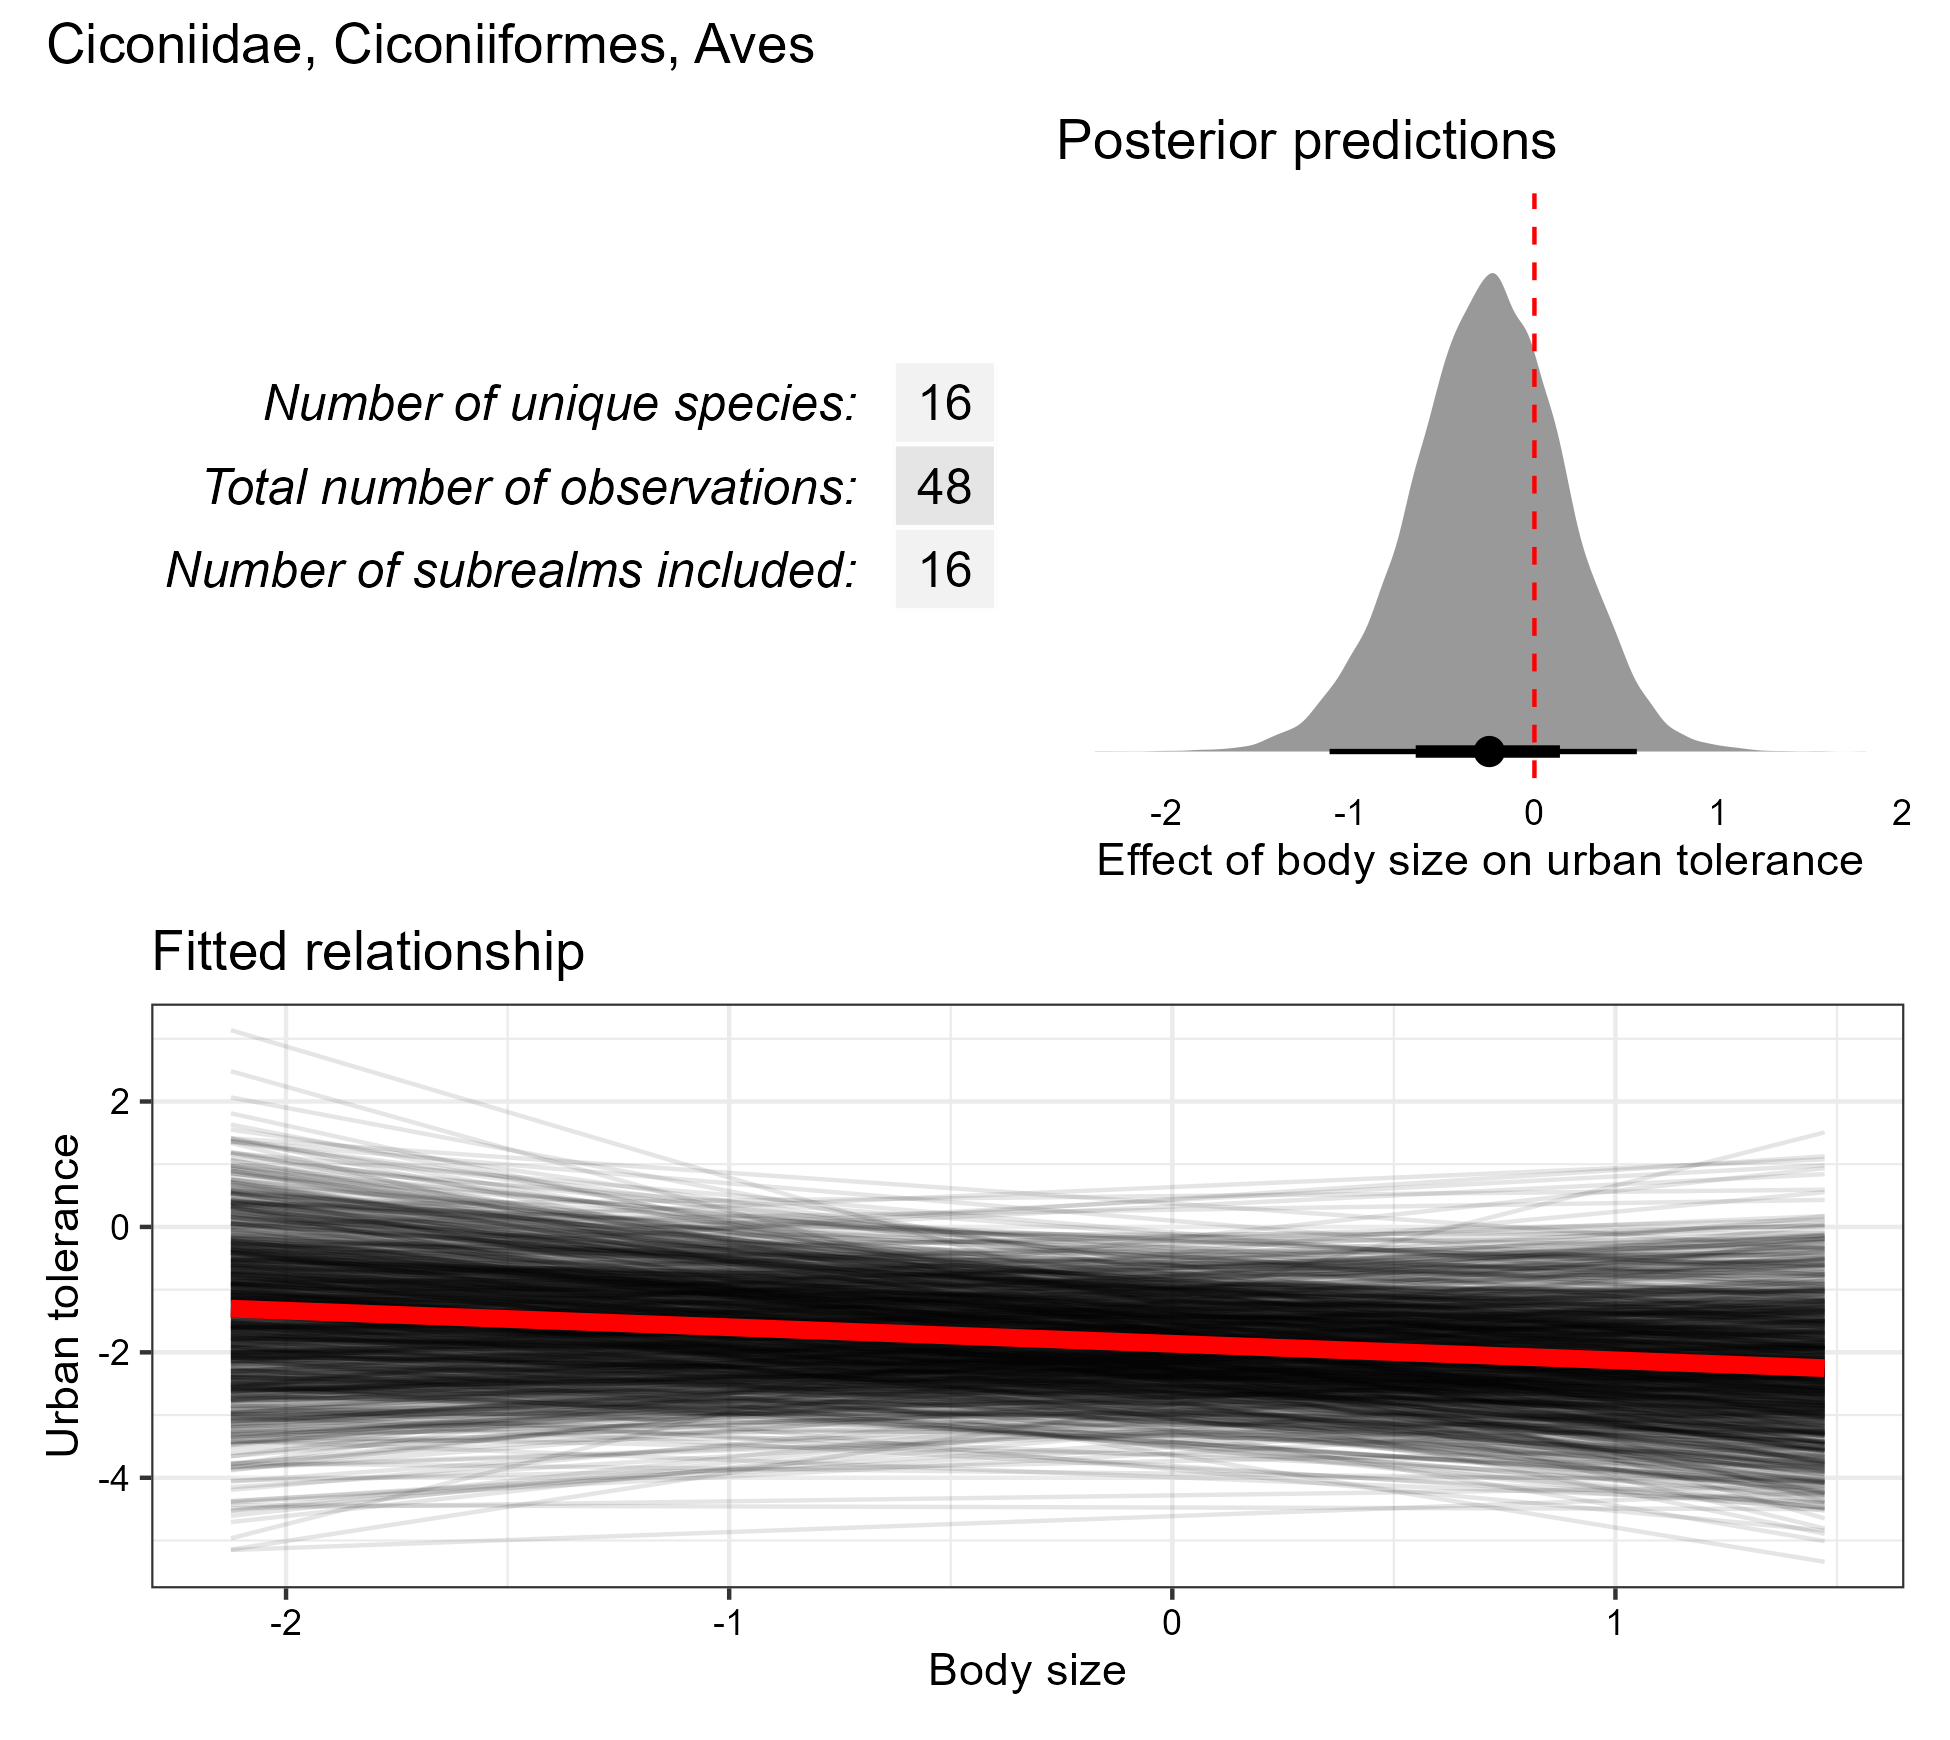 Ciconiidae, Ciconiiformes, Aves
Posterior predictions
Number of unique species: 16
Total number of observations: 48
Number of subrealms included: 16
-2 -1 0 1 2
Effect of body size on urban tolerance
Fitted relationship
Urban tolerance
2
0
-2
-4
-2 -1 0 1
Body size